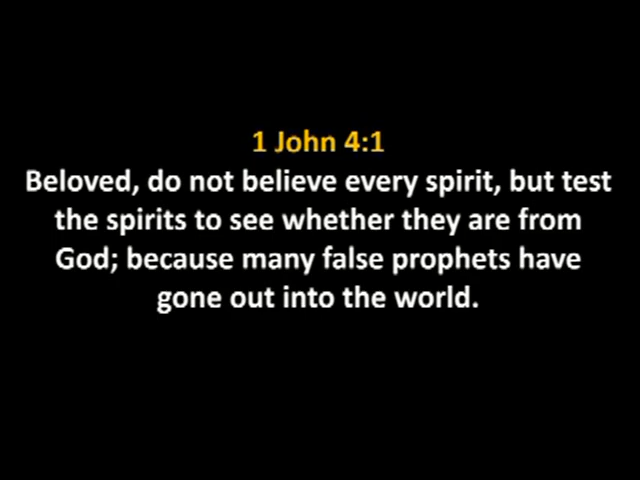 1 John 4:1
Beloved, do not believe every spirit, but test
the spirits to see whether they are from
God; because many false prophets have
gone out into the world.